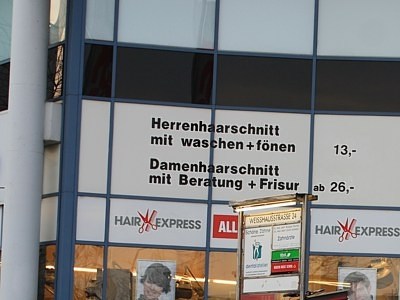 Herrenhaarschnitt
mit waschen+fönen 13,-
Damenhaarschnitt
mit Beratung + Frisur ab 26,-
WEISSHAUSSTRASSE 24
HAIR EXPRESS
ALL
HAIR EXPRESS